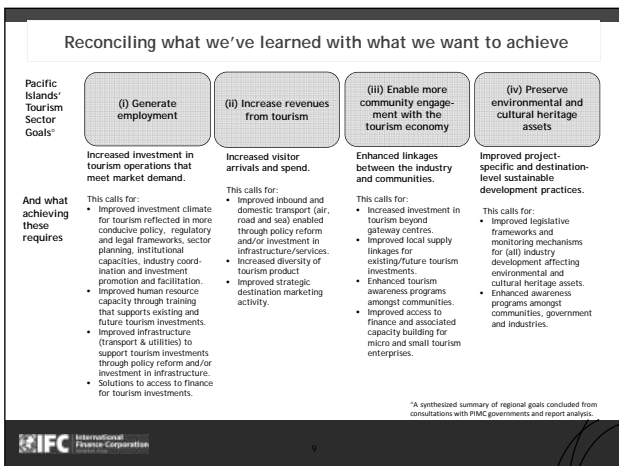 Reconciling what we've learned with what we want to achieve
Pacific
Islands'
Tourism
Sector
Goals°
(i) Generate
employment
(ii) Increase revenues
from tourism
(iii) Enable more
community engage-
ment with the
tourism economy
(iv) Preserve
environmental and
cultural heritage
assets
And what
achieving
these
requires
Increased investment in
tourism operations that
meet market demand.
This calls for:
• Improved investment climate
for tourism reflected in more
conducive policy, regulatory
and legal frameworks, sector
planning, institutional
capacities, industry coord-
ination and investment
promotion and facilitation.
• Improved human resource
capacity through training
that supports existing and
future tourism investments.
• Improved infrastructure
(transport & utilities) to
support tourism investments
through policy reform and/or
investment in infrastructure.
• Solutions to access to finance
for tourism investments.
Increased visitor
arrivals and spend.
This calls for:
• Improved inbound and
domestic transport (air,
road and sea) enabled
through policy reform
and/or investment in
infrastructure/services.
• Increased diversity of
tourism product
• Improved strategic
destination marketing
activity.
Enhanced linkages
between the industry
and communities.
This calls for:
• Increased investment in
tourism beyond
gateway centres.
• Improved local supply
linkages for
existing/future tourism
investments.
• Enhanced tourism
awareness programs
amongst communities.
• Improved access to
finance and associated
capacity building for
micro and small tourism
enterprises.
Improved project-
specific and destination-
level sustainable
development practices.
This calls for:
• Improved legislative
frameworks and
monitoring mechanisms
for (all) industry
development affecting
environmental and
cultural heritage assets.
• Enhanced awareness
programs amongst
communities, government
and industries.
°A synthesized summary of regional goals concluded from
consultations with PIMC governments and report analysis.
IFC International
Finance Corporation
9